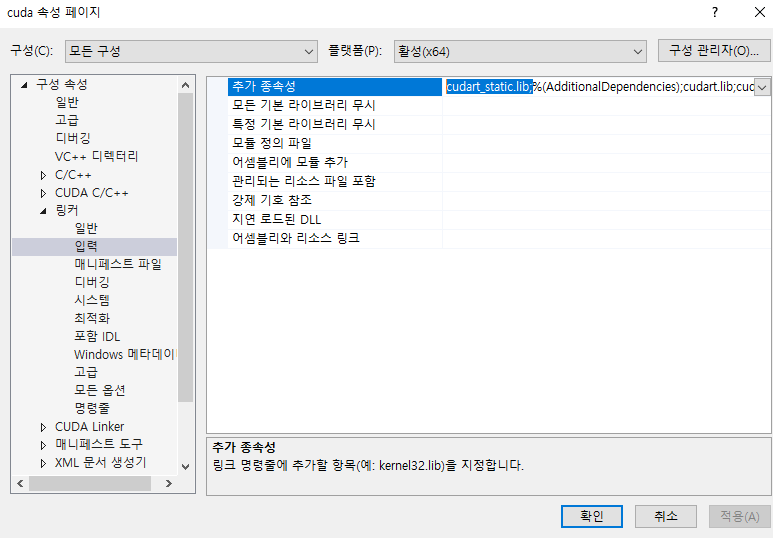 cuda 속성 페이지
구성(C): 모든 구성 플랫폼(P): 활성(x64) 구성 관리자(O)...
구성 속성
일반
고급
디버깅
VC++ 디렉터리
C/C++
CUDA C/C++
링커
일반
입력
매니페스트 파일
디버깅
시스템
최적화
포함 IDL
Windows 메타데이
고급
모든 옵션
명령줄
CUDA Linker
매니페스트 도구
XML 문서 생성기
추가 종속성 cudart_static.lib;%(AdditionalDependencies);cudart.lib;cud
모든 기본 라이브러리 무시
특정 기본 라이브러리 무시
모듈 정의 파일
어셈블리에 모듈 추가
관리되는 리소스 파일 포함
강제 기호 참조
지연 로드된 DLL
어셈블리와 리소스 링크
추가 종속성
링크 명령줄에 추가할 항목(예: kernel32.lib)을 지정합니다.
확인 취소 적용(A)